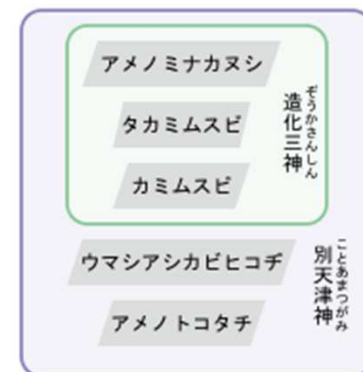 アメノミナカヌシ
タカミムスビ
カミムスビ
造化三神
ぞうかさんしん
ウマシアシカビヒコヂ
アメノトコタチ
別天津神
ことあまつがみ